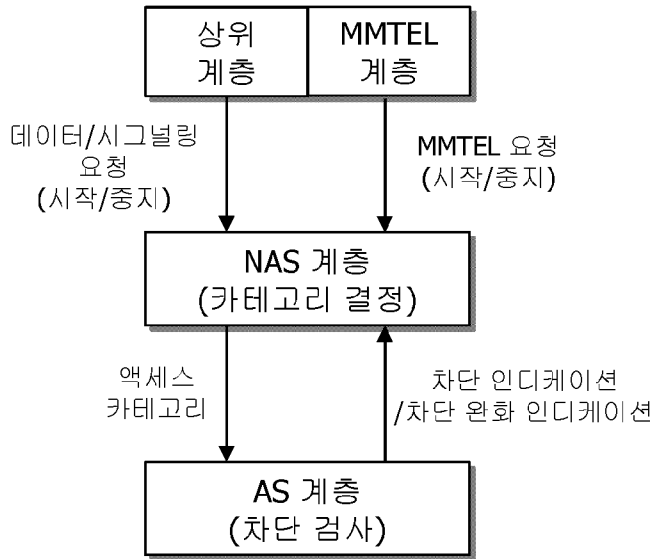 상위
계층
MMTEL
계층
데이터/시그널링
요청
(시작/중지)
MMTEL 요청
(시작/중지)
NAS 계층
(카테고리 결정)
액세스
카테고리
차단 인디케이션
/차단 완화 인디케이션
AS 계층
(차단 검사)